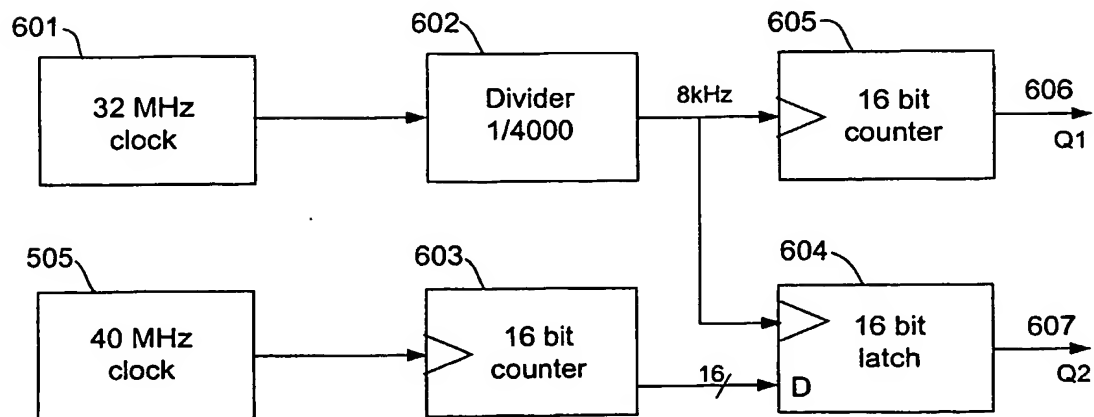 601
32 MHz
clock
602
Divider
1/4000
8kHz
605
16 bit
counter
606
Q1
505
40 MHz
clock
603
16 bit
counter
16
604
16 bit
latch
D
607
Q2